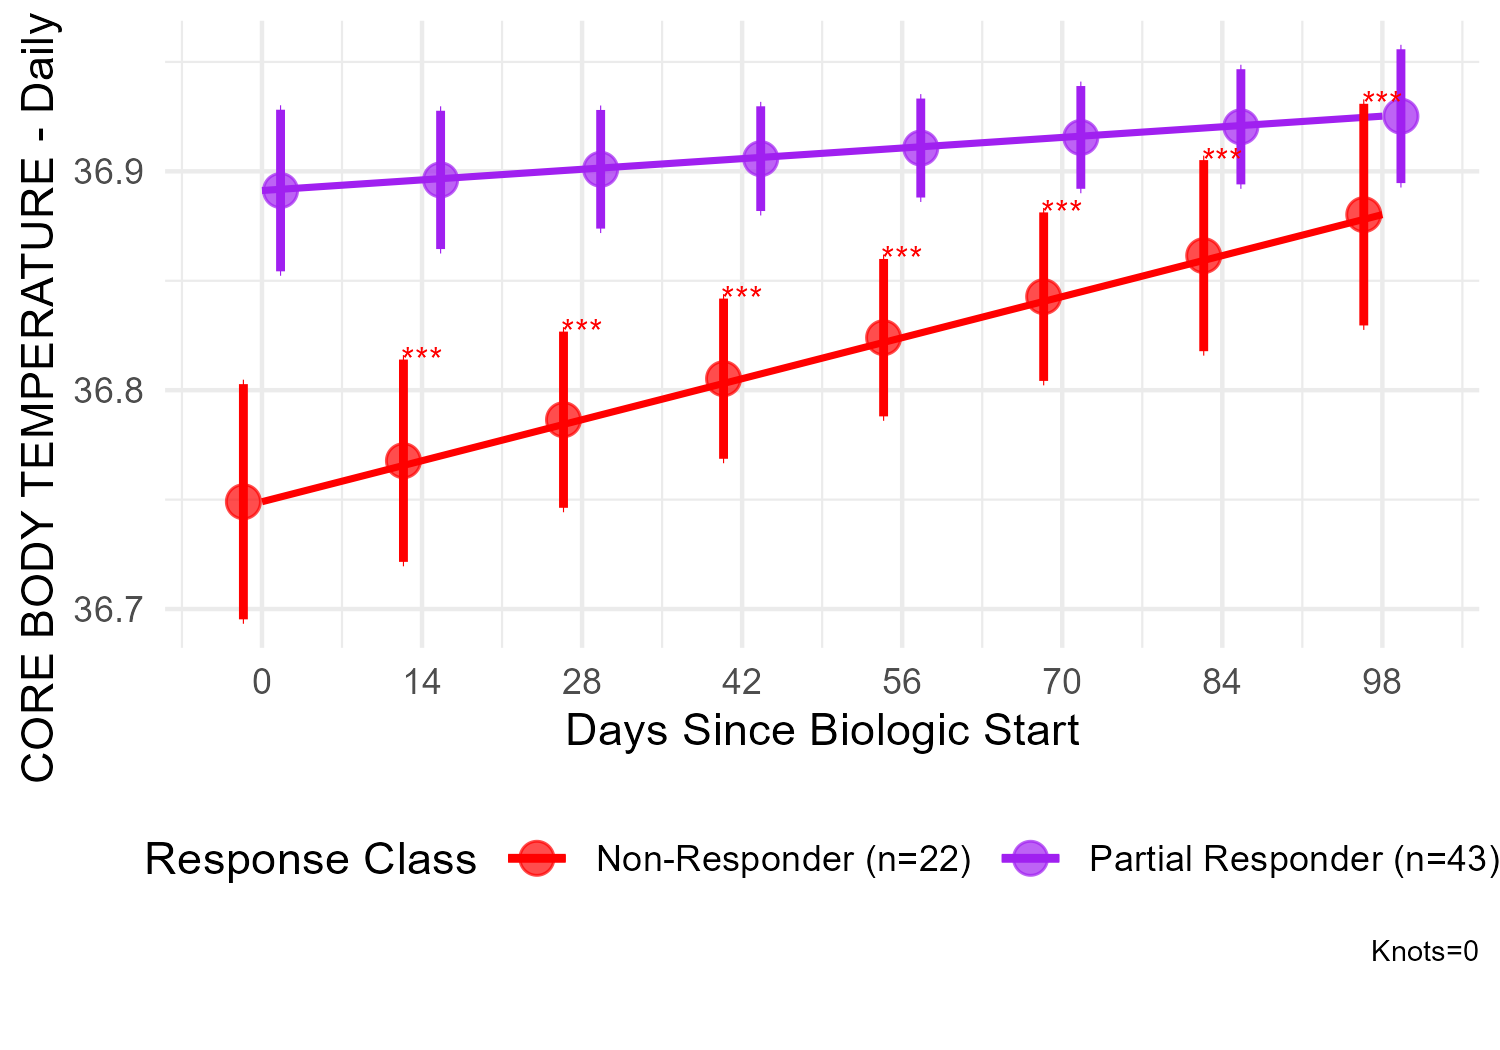 CORE BODY TEMPERATURE - Daily
36.9
36.8
36.7
***
***
***
***
***
***
***
0 14 28 42 56 70 84 98
Days Since Biologic Start
Response Class Non-Responder (n=22) Partial Responder (n=43)
Knots=0